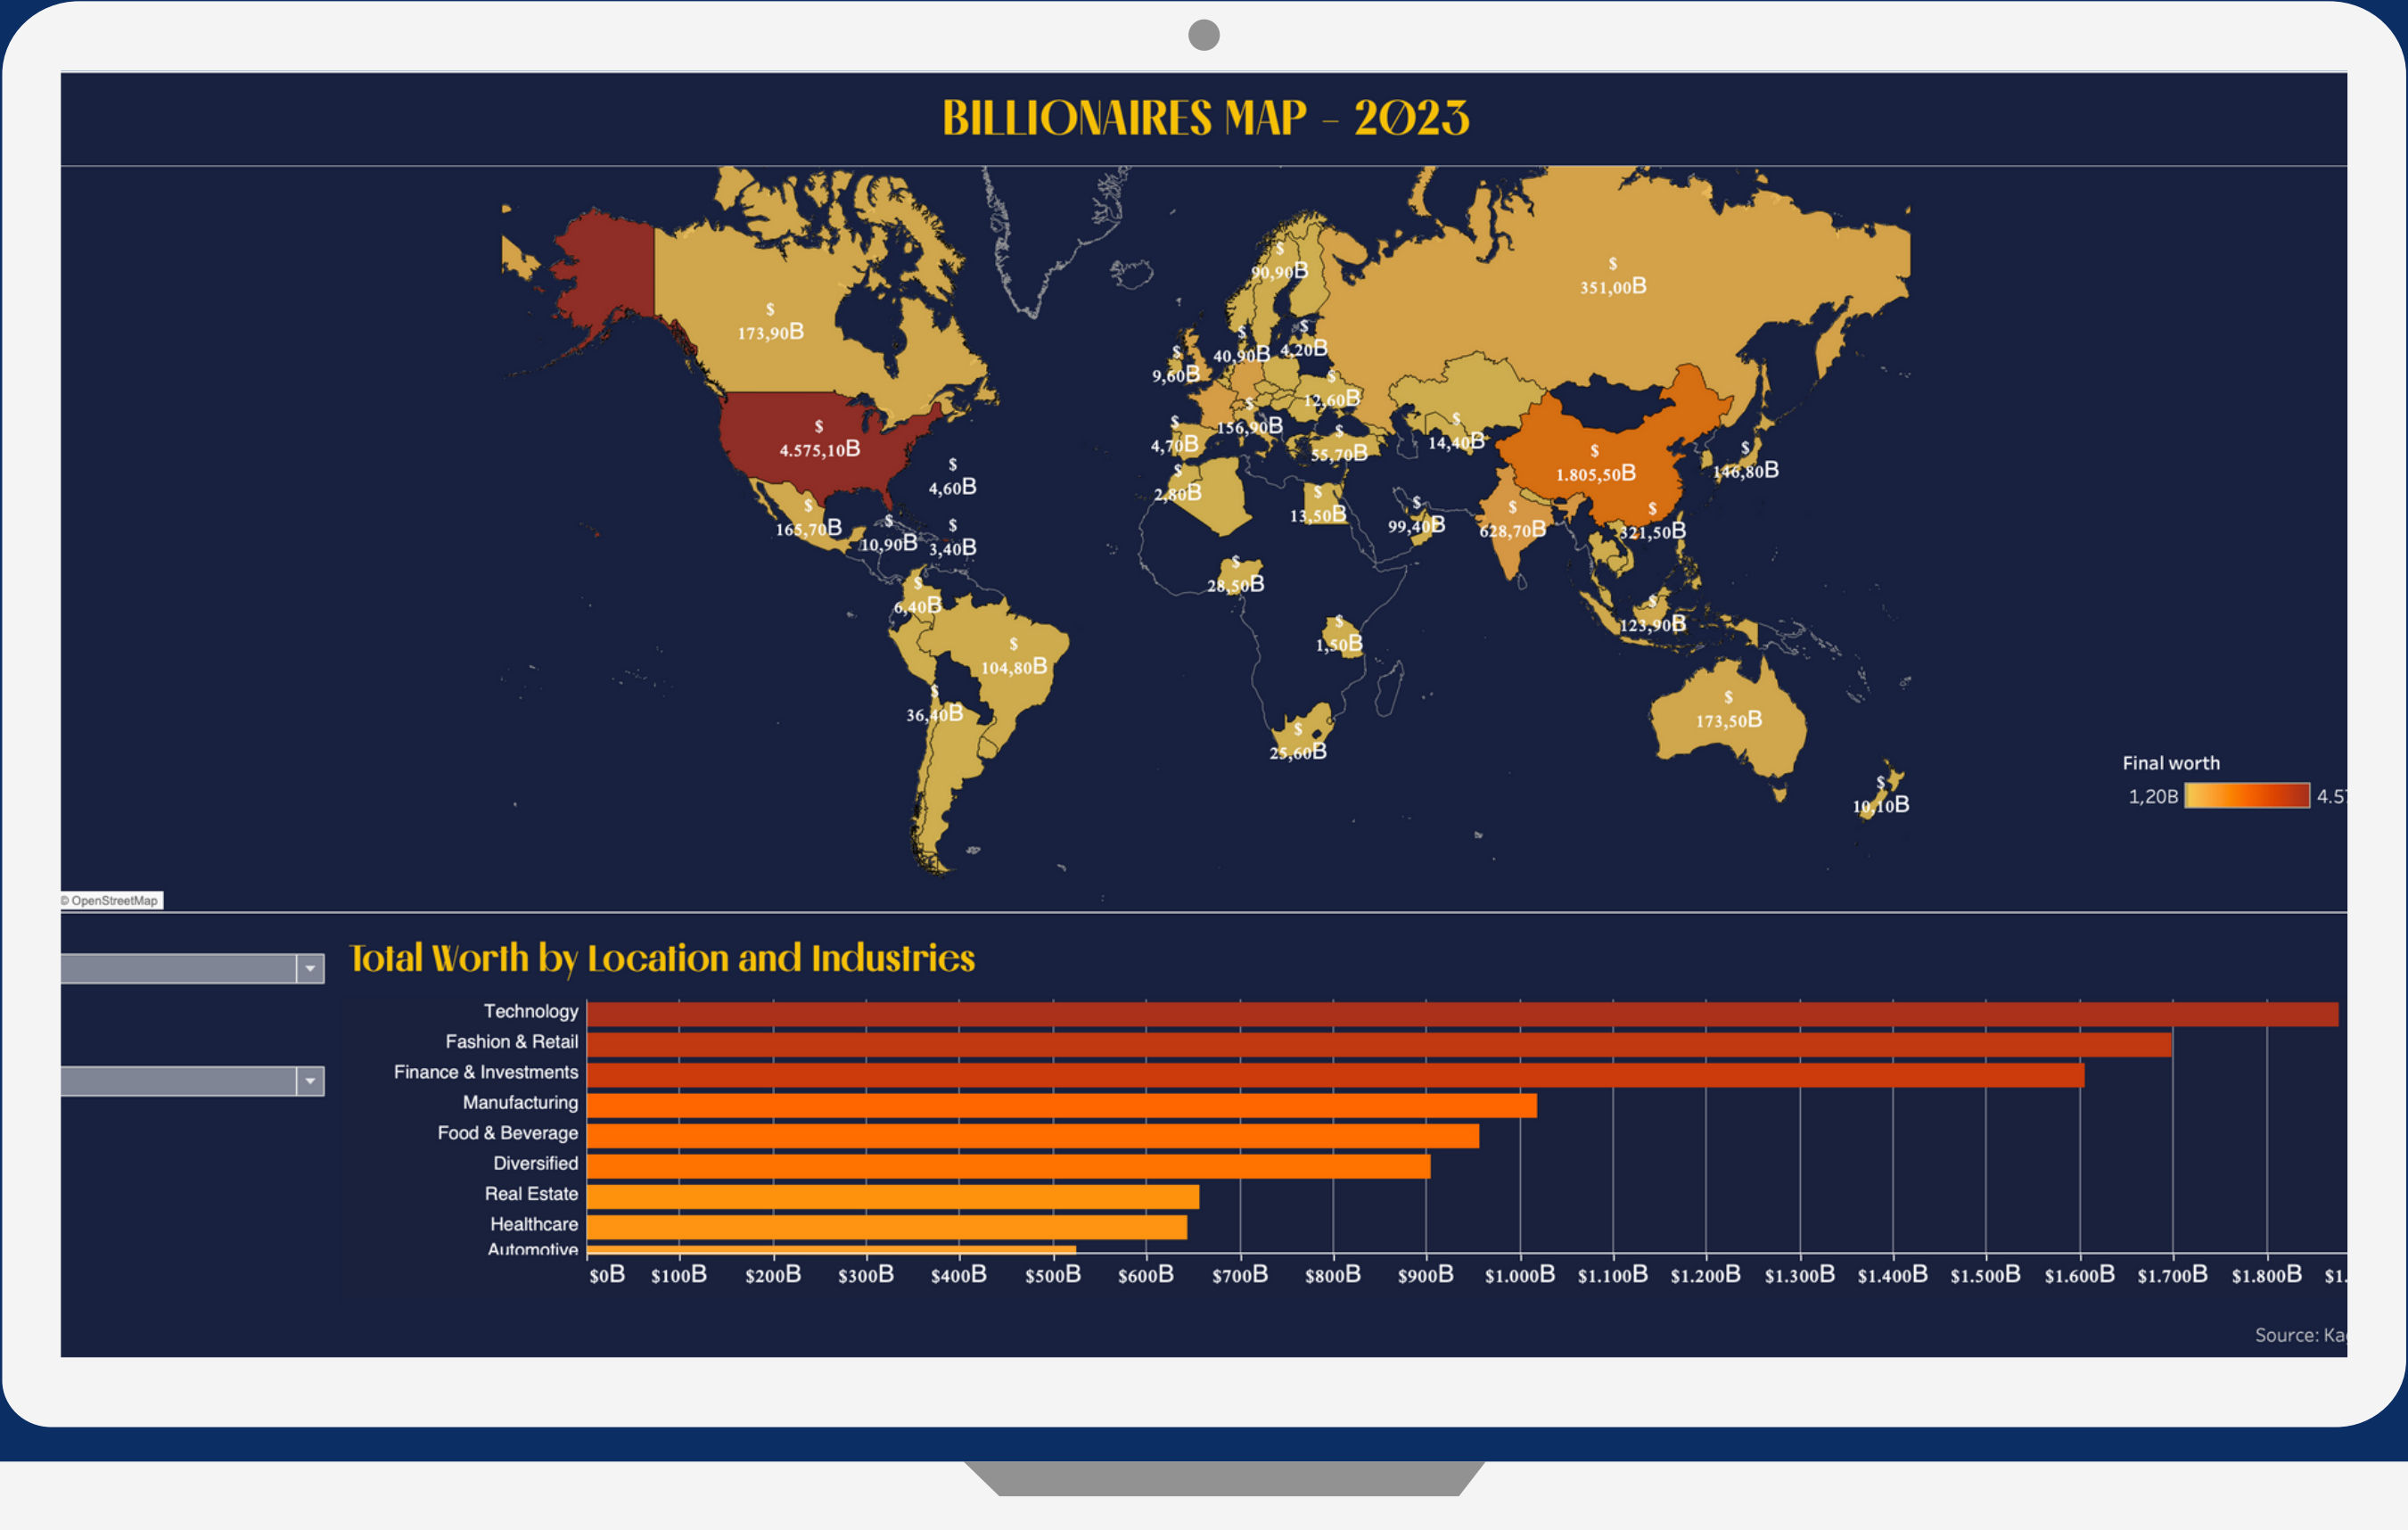 BILLIONAIRES MAP - 2023
$
90,90B
$
351,00B
$
173,90B
$
9,60B
$
40,90B
$
4,20B
$
12,60B
$
156,90B
$
4,70B
$
55,70B
$
14,40B
$
4.575,10B
$
4,60B
$
1.805,50B
$
146,80B
$
2,80B
$
13,50B
$
99,40B
$
628,70B
$
321,50B
$
165,70B
$
10,90B
$
3,40B
$
28,50B
$
6,40B
$
1,50B
$
123,90B
$
104,80B
$
36,40B
$
173,50B
$
25,60B
$
10,10B
Final worth
1,20B 4.5
© OpenStreetMap
Total Worth by Location and Industries
Technology
Fashion & Retail
Finance & Investments
Manufacturing
Food & Beverage
Diversified
Real Estate
Healthcare
Automotive
$0B $100B $200B $300B $400B $500B $600B $700B $800B $900B $1.000B $1.100B $1.200B $1.300B $1.400B $1.500B $1.600B $1.700B $1.800B $1.
Source: